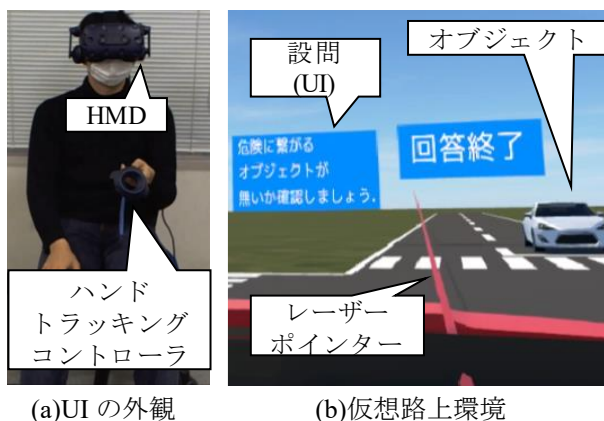 HMD
ハンド
トラッキング
コントローラ
(a)UI の外観
設問
(UI)
オブジェクト
危険に繋がる
オブジェクトが
無いか確認しましょう.
回答終了
レーザー
ポインター
(b)仮想路上環境